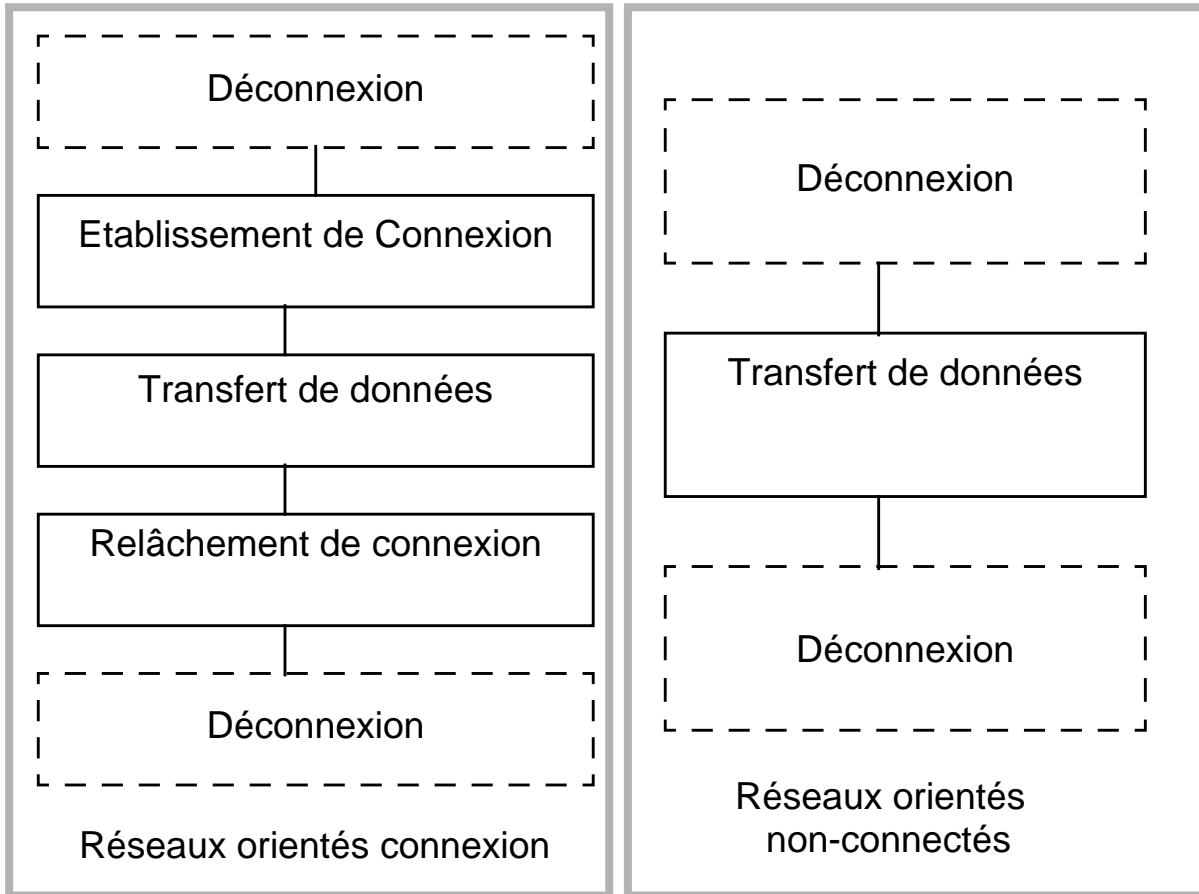 Déconnexion
Etablissement de Connexion
Transfert de données
Relâchement de connexion
Déconnexion
Réseaux orientés connexion
Déconnexion
Transfert de données
Déconnexion
Réseaux orientés
non-connectés